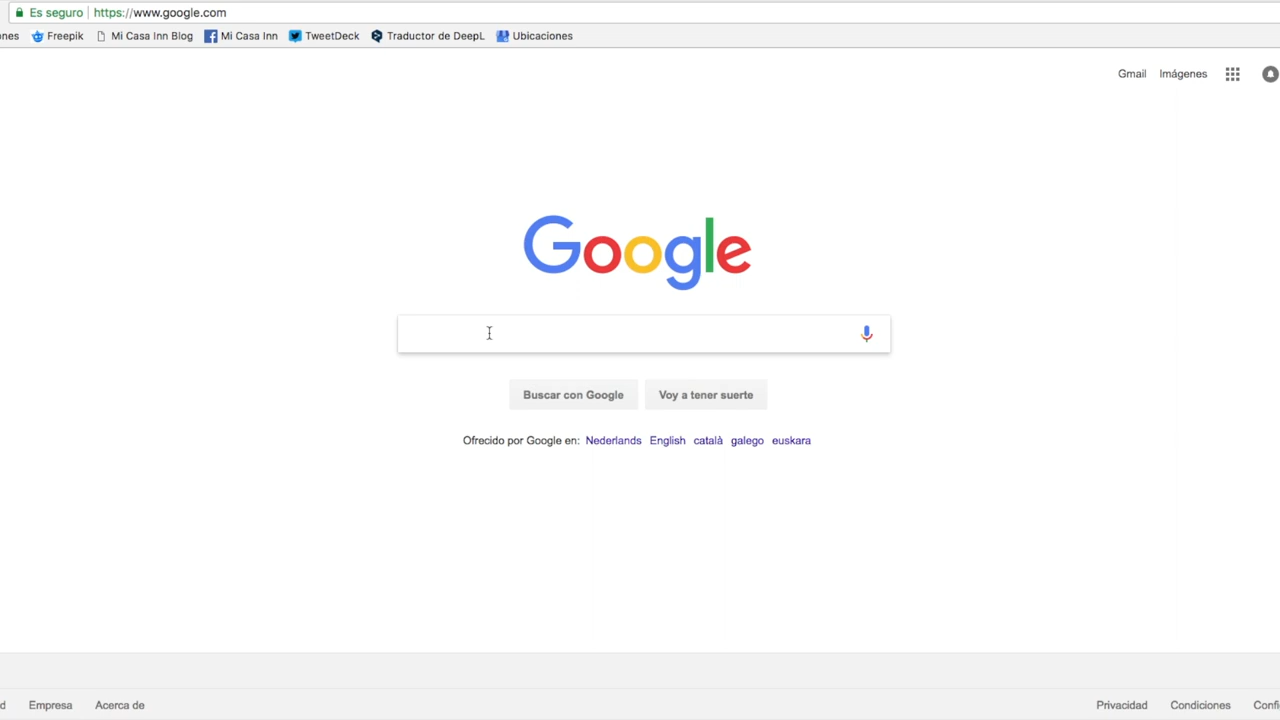 Es seguro https://www.google.com
nes Freepik Mi Casa Inn Blog Mi Casa Inn TweetDeck Traductor de DeepL Ubicaciones
Gmail Imágenes
Google
Buscar con Google Voy a tener suerte
Ofrecido por Google en: Nederlands English català galego euskara
d Empresa Acerca de Privacidad Condiciones Confi